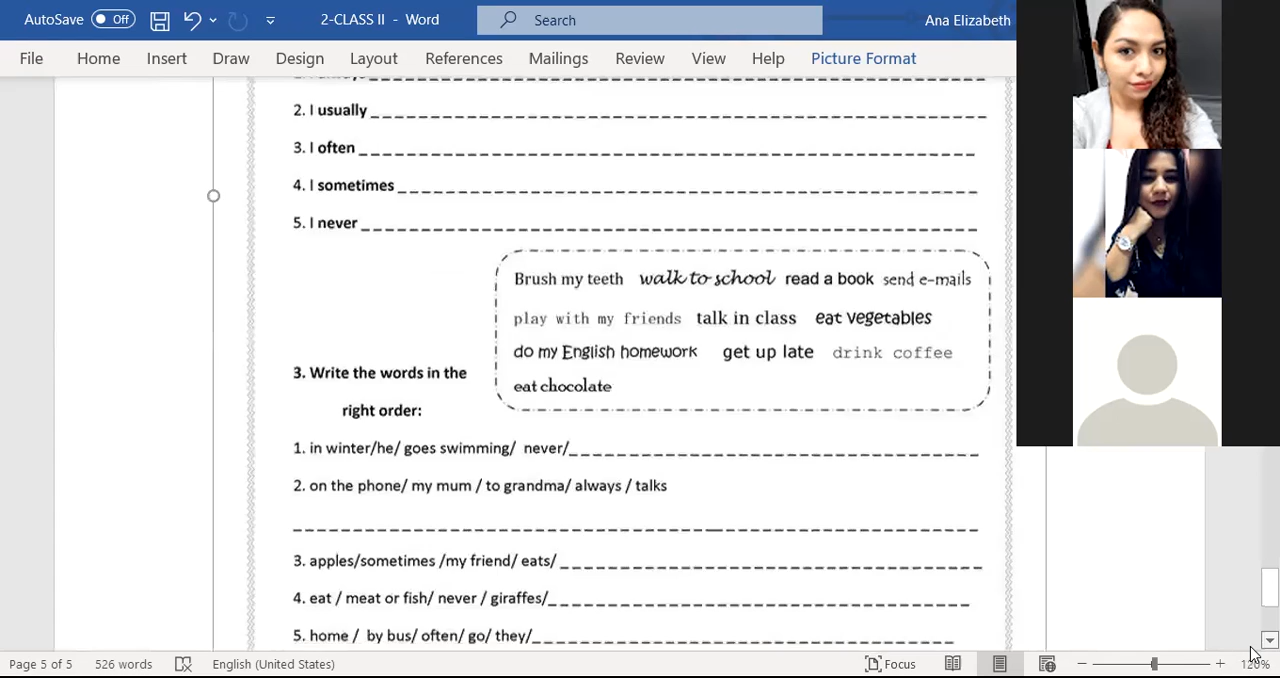 AutoSave Off 2-CLASS II - Word Search Ana Elizabeth
File Home Insert Draw Design Layout References Mailings Review View Help Picture Format
2. I usually
3. I often
4. I sometimes
5. I never
Brush my teeth walk to school read a book send e-mails
play with my friends talk in class eat vegetables
do my English homework get up late drink coffee
eat chocolate
3. Write the words in the
right order:
1. in winter/he/ goes swimming/ never/
2. on the phone/ my mum / to grandma/ always / talks
3. apples/sometimes /my friend/ eats/
4. eat / meat or fish/ never / giraffes/
5. home / by bus/ often/ go/ they/
Page 5 of 5 526 words English (United States) Focus 120%